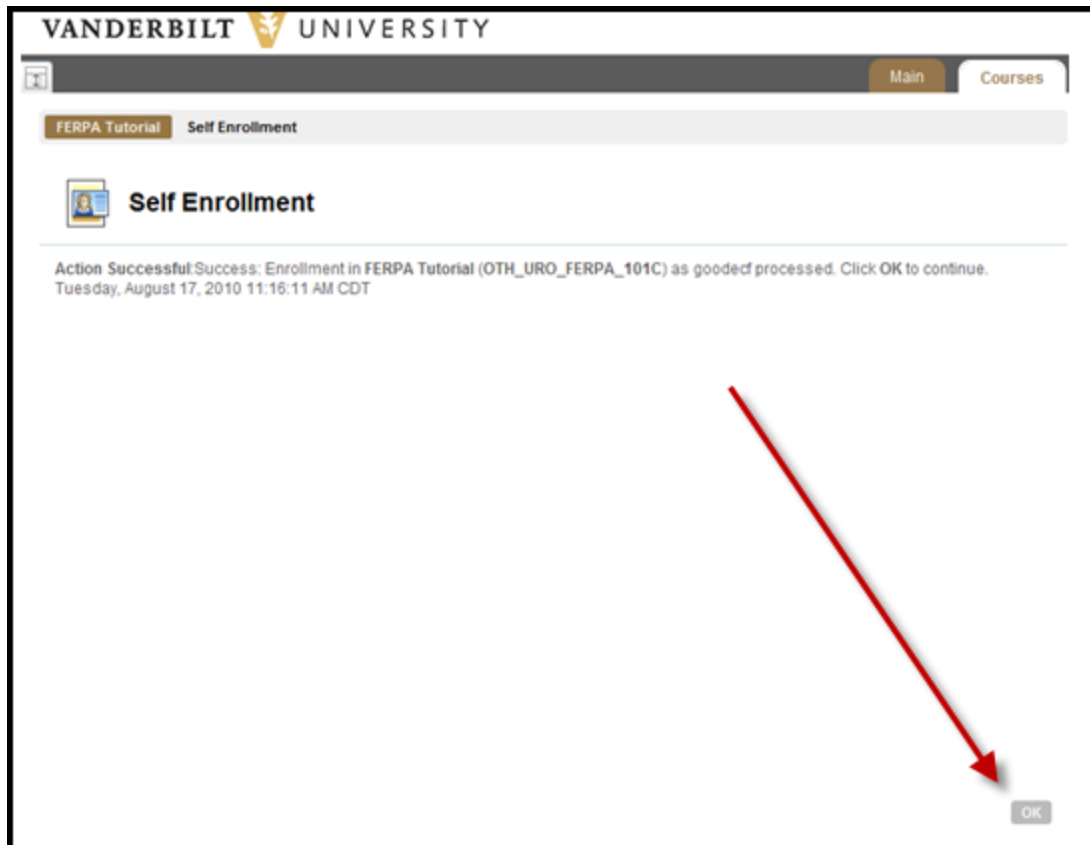 VANDERBILT UNIVERSITY
Main Courses
FERPA Tutorial Self Enrollment
Self Enrollment
Action Successful:Success: Enrollment in FERPA Tutorial (OTH_URO_FERPA_101C) as goodecf processed. Click OK to continue.
Tuesday, August 17, 2010 11:16:11 AM CDT
OK